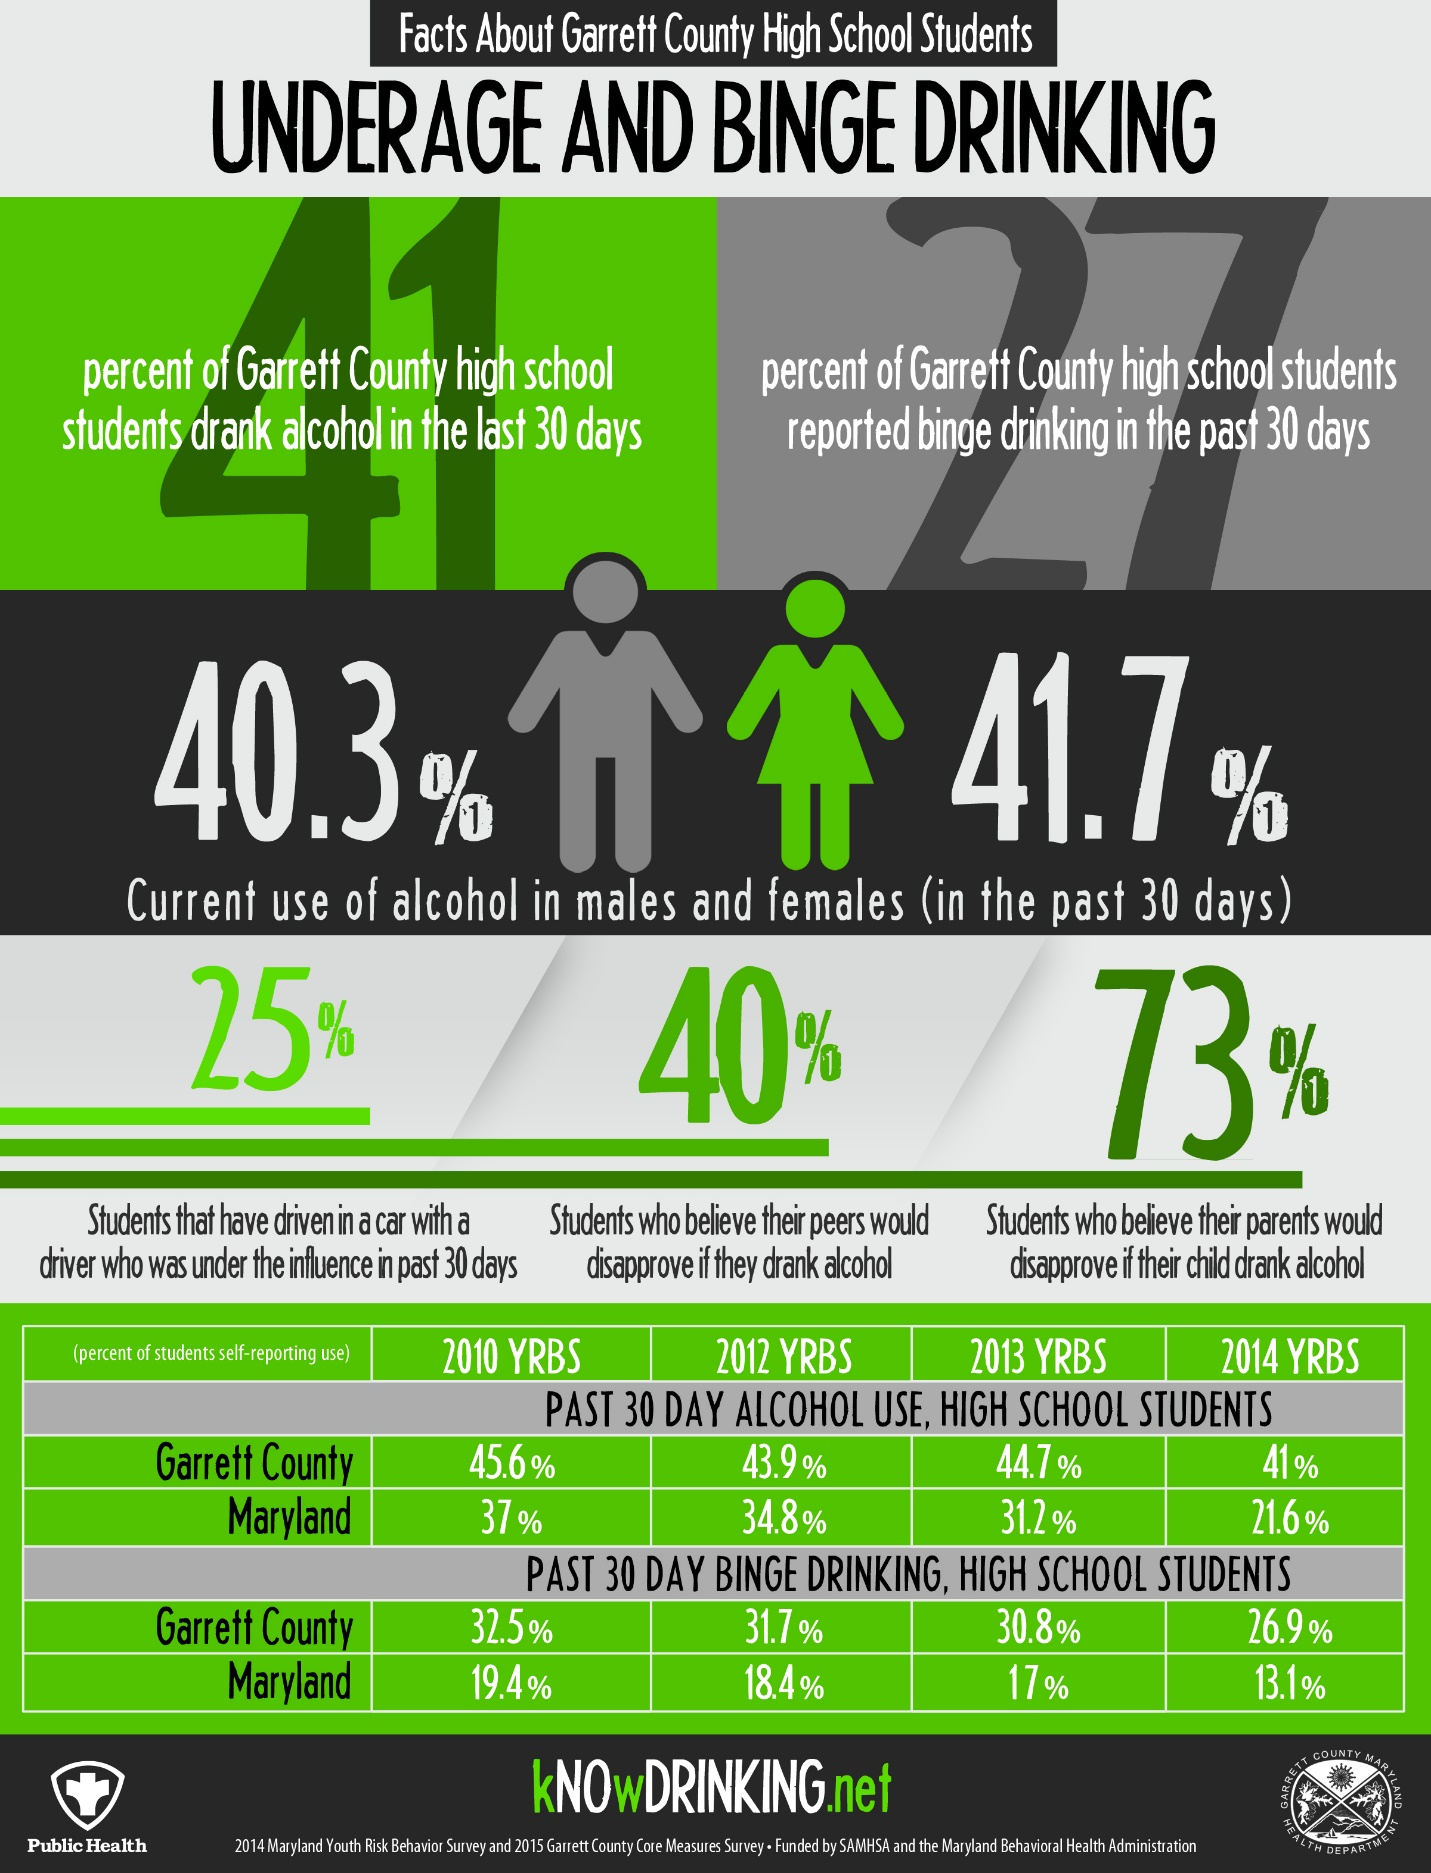 Facts About Garrett County High School Students
UNDERAGE AND BINGE DRINKING
41
percent of Garrett County high school
students drank alcohol in the last 30 days
27
percent of Garrett County high school students
reported binge drinking in the past 30 days
40.3%
41.7%
Current use of alcohol in males and females (in the past 30 days)
25%
40%
73%
Students that have driven in a car with a
driver who was under the influence in past 30 days
Students who believe their peers would
disapprove if they drank alcohol
Students who believe their parents would
disapprove if their child drank alcohol
(percent of students self-reporting use) 2010 YRBS 2012 YRBS 2013 YRBS 2014 YRBS
PAST 30 DAY ALCOHOL USE, HIGH SCHOOL STUDENTS
Garrett County 45.6% 43.9% 44.7% 41%
Maryland 37% 34.8% 31.2% 21.6%
PAST 30 DAY BINGE DRINKING, HIGH SCHOOL STUDENTS
Garrett County 32.5% 31.7% 30.8% 26.9%
Maryland 19.4% 18.4% 17% 13.1%
Public Health
kNOwDRINKING.net
2014 Maryland Youth Risk Behavior Survey and 2015 Garrett County Core Measures Survey • Funded by SAMHSA and the Maryland Behavioral Health Administration
GARRETT COUNTY MARYLAND
HEALTH DEPARTMENT